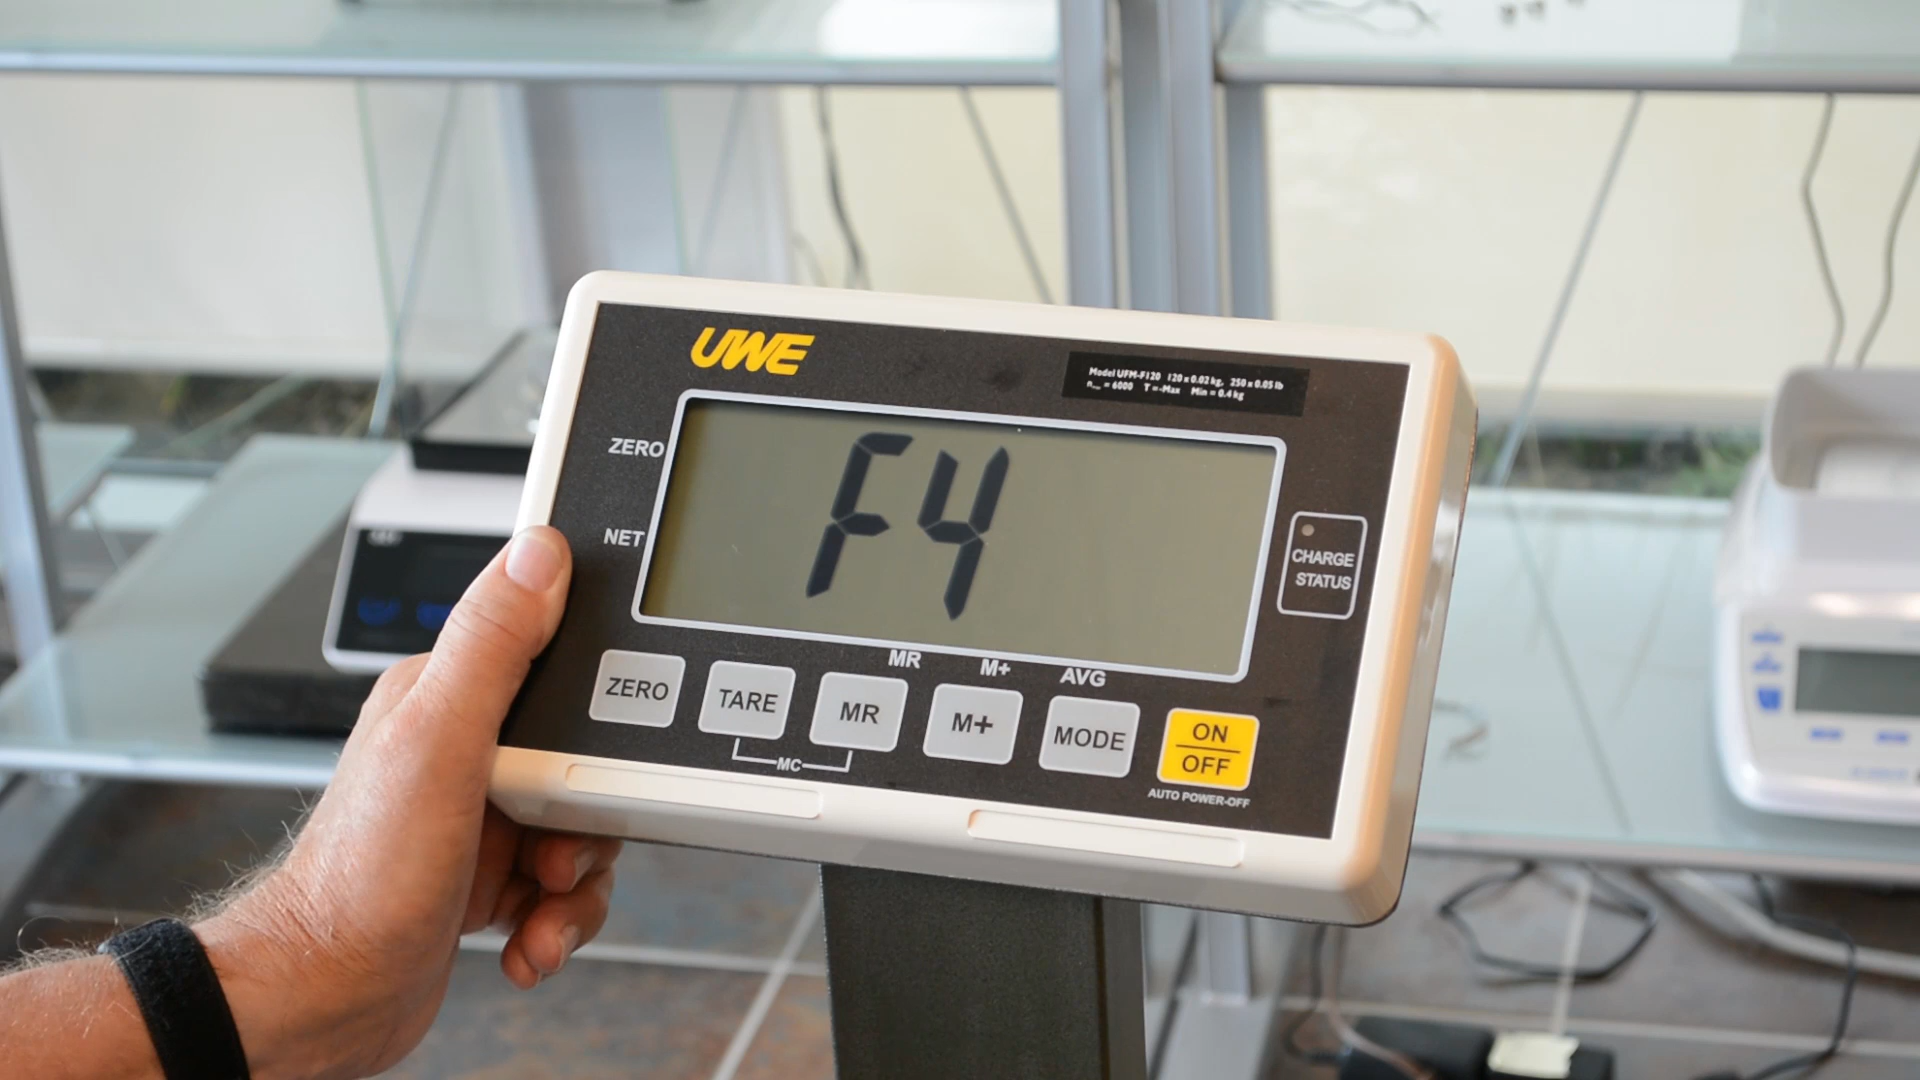 UWE
Model UFM-F120 120 x 0.02 kg, 250 x 0.05 lb
= 6000 T =-Max Min = 0.4 kg
ZERO
F4
NET
CHARGE
STATUS
MR M+ AVG
ZERO TARE MR M+ MODE ON
OFF
MC
AUTO POWER-OFF